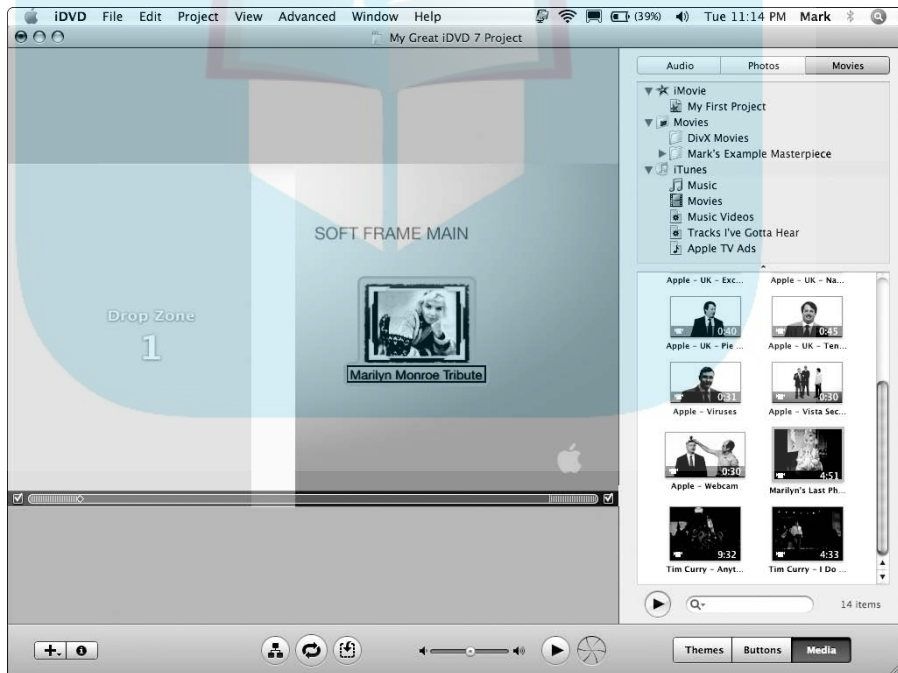 iDVD File Edit Project View Advanced Window Help (39%) Tue 11:14 PM Mark
My Great iDVD 7 Project
Audio Photos Movies
iMovie
My First Project
Movies
DivX Movies
Mark's Example Masterpiece
iTunes
Music
Movies
Music Videos
Tracks I've Gotta Hear
Apple TV Ads
SOFT FRAME MAIN
Drop Zone
1
Marilyn Monroe Tribute
Apple - UK - Exc... Apple - UK - Na...
0:40 0:45
Apple - UK - Pie ... Apple - UK - Ten...
0:31 0:30
Apple - Viruses Apple - Vista Sec...
0:30 4:51
Apple - Webcam Marilyn's Last Ph...
9:32 4:33
Tim Curry - Anyt... Tim Curry - I Do ...
14 items
Themes Buttons Media